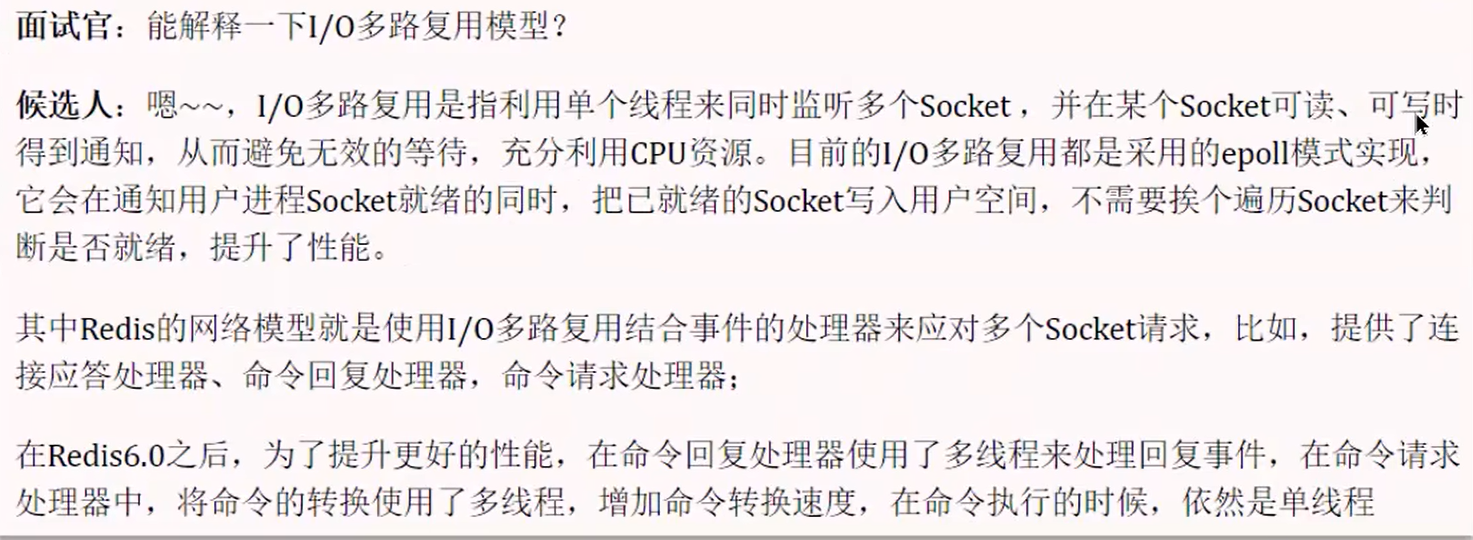 面试官：能解释一下I/O多路复用模型？
候选人：嗯~~，I/O多路复用是指利用单个线程来同时监听多个Socket ，并在某个Socket可读、可写时
得到通知，从而避免无效的等待，充分利用CPU资源。目前的I/O多路复用都是采用的epoll模式实现，
它会在通知用户进程Socket就绪的同时，把已就绪的Socket写入用户空间，不需要挨个遍历Socket来判
断是否就绪，提升了性能。
其中Redis的网络模型就是使用I/O多路复用结合事件的处理器来应对多个Socket请求，比如，提供了连
接应答处理器、命令回复处理器，命令请求处理器；
在Redis6.0之后，为了提升更好的性能，在命令回复处理器使用了多线程来处理回复事件，在命令请求
处理器中，将命令的转换使用了多线程，增加命令转换速度，在命令执行的时候，依然是单线程